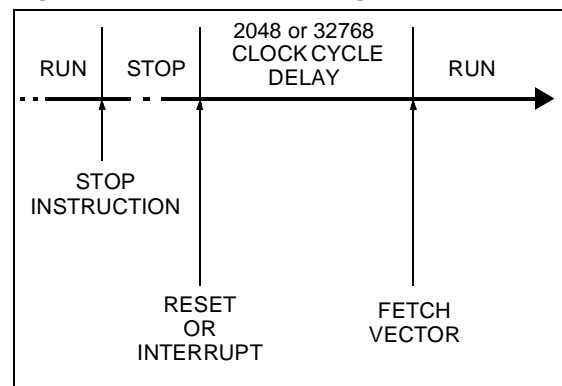 2048 or 32768
CLOCK CYCLE
DELAY
RUN
STOP
RUN
STOP
INSTRUCTION
RESET
OR
INTERRUPT
FETCH
VECTOR